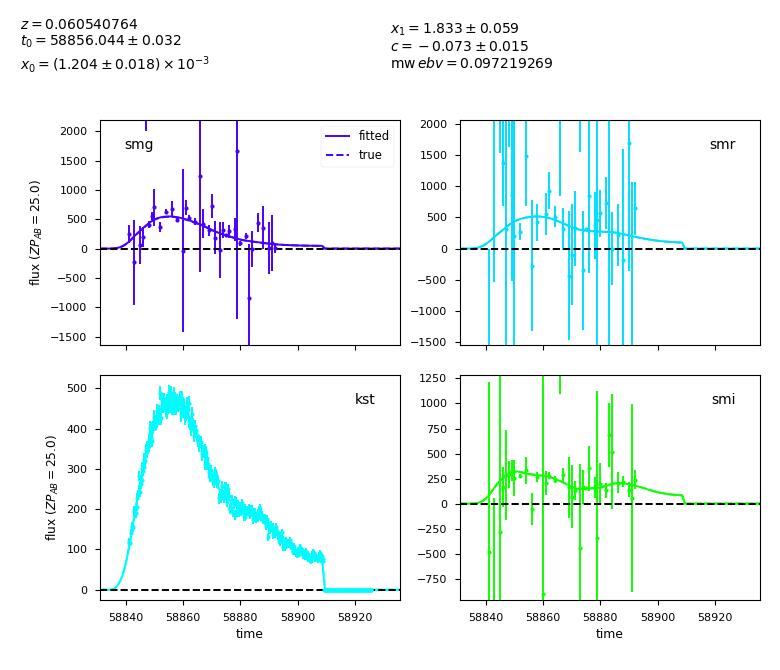 z = 0.060540764
t₀ = 58856.044 ± 0.032
x₀ = (1.204 ± 0.018) × 10⁻³
x₁ = 1.833 ± 0.059
c = −0.073 ± 0.015
mw ebv = 0.097219269
smg
fitted
true
2000
1500
1000
500
0
−500
−1000
−1500
flux (ZP_AB = 25.0)
smr
2000
1500
1000
500
0
−500
−1000
−1500
kst
500
400
300
200
100
0
flux (ZP_AB = 25.0)
58840 58860 58880 58900 58920
time
smi
1250
1000
750
500
250
0
−250
−500
−750
58840 58860 58880 58900 58920
time